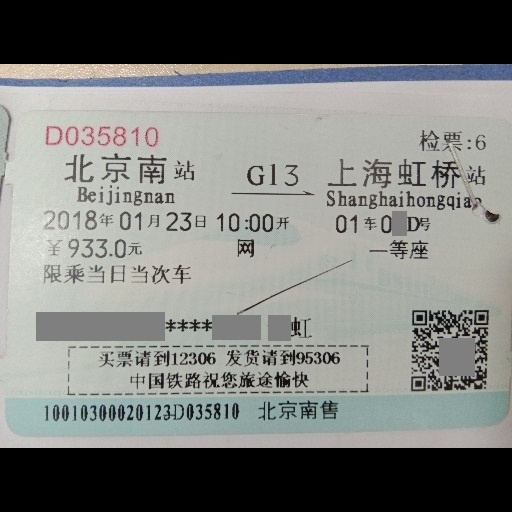 D035810
检票:6
北京南站 G13 上海虹桥站
Beijingnan Shanghaihongqiao
2018年01月23日 10:00开 01车0 D号
¥933.0元 网 一等座
限乘当日当次车
**** 虹
买票请到12306 发货请到95306
中国铁路祝您旅途愉快
10010300020123D035810 北京南售